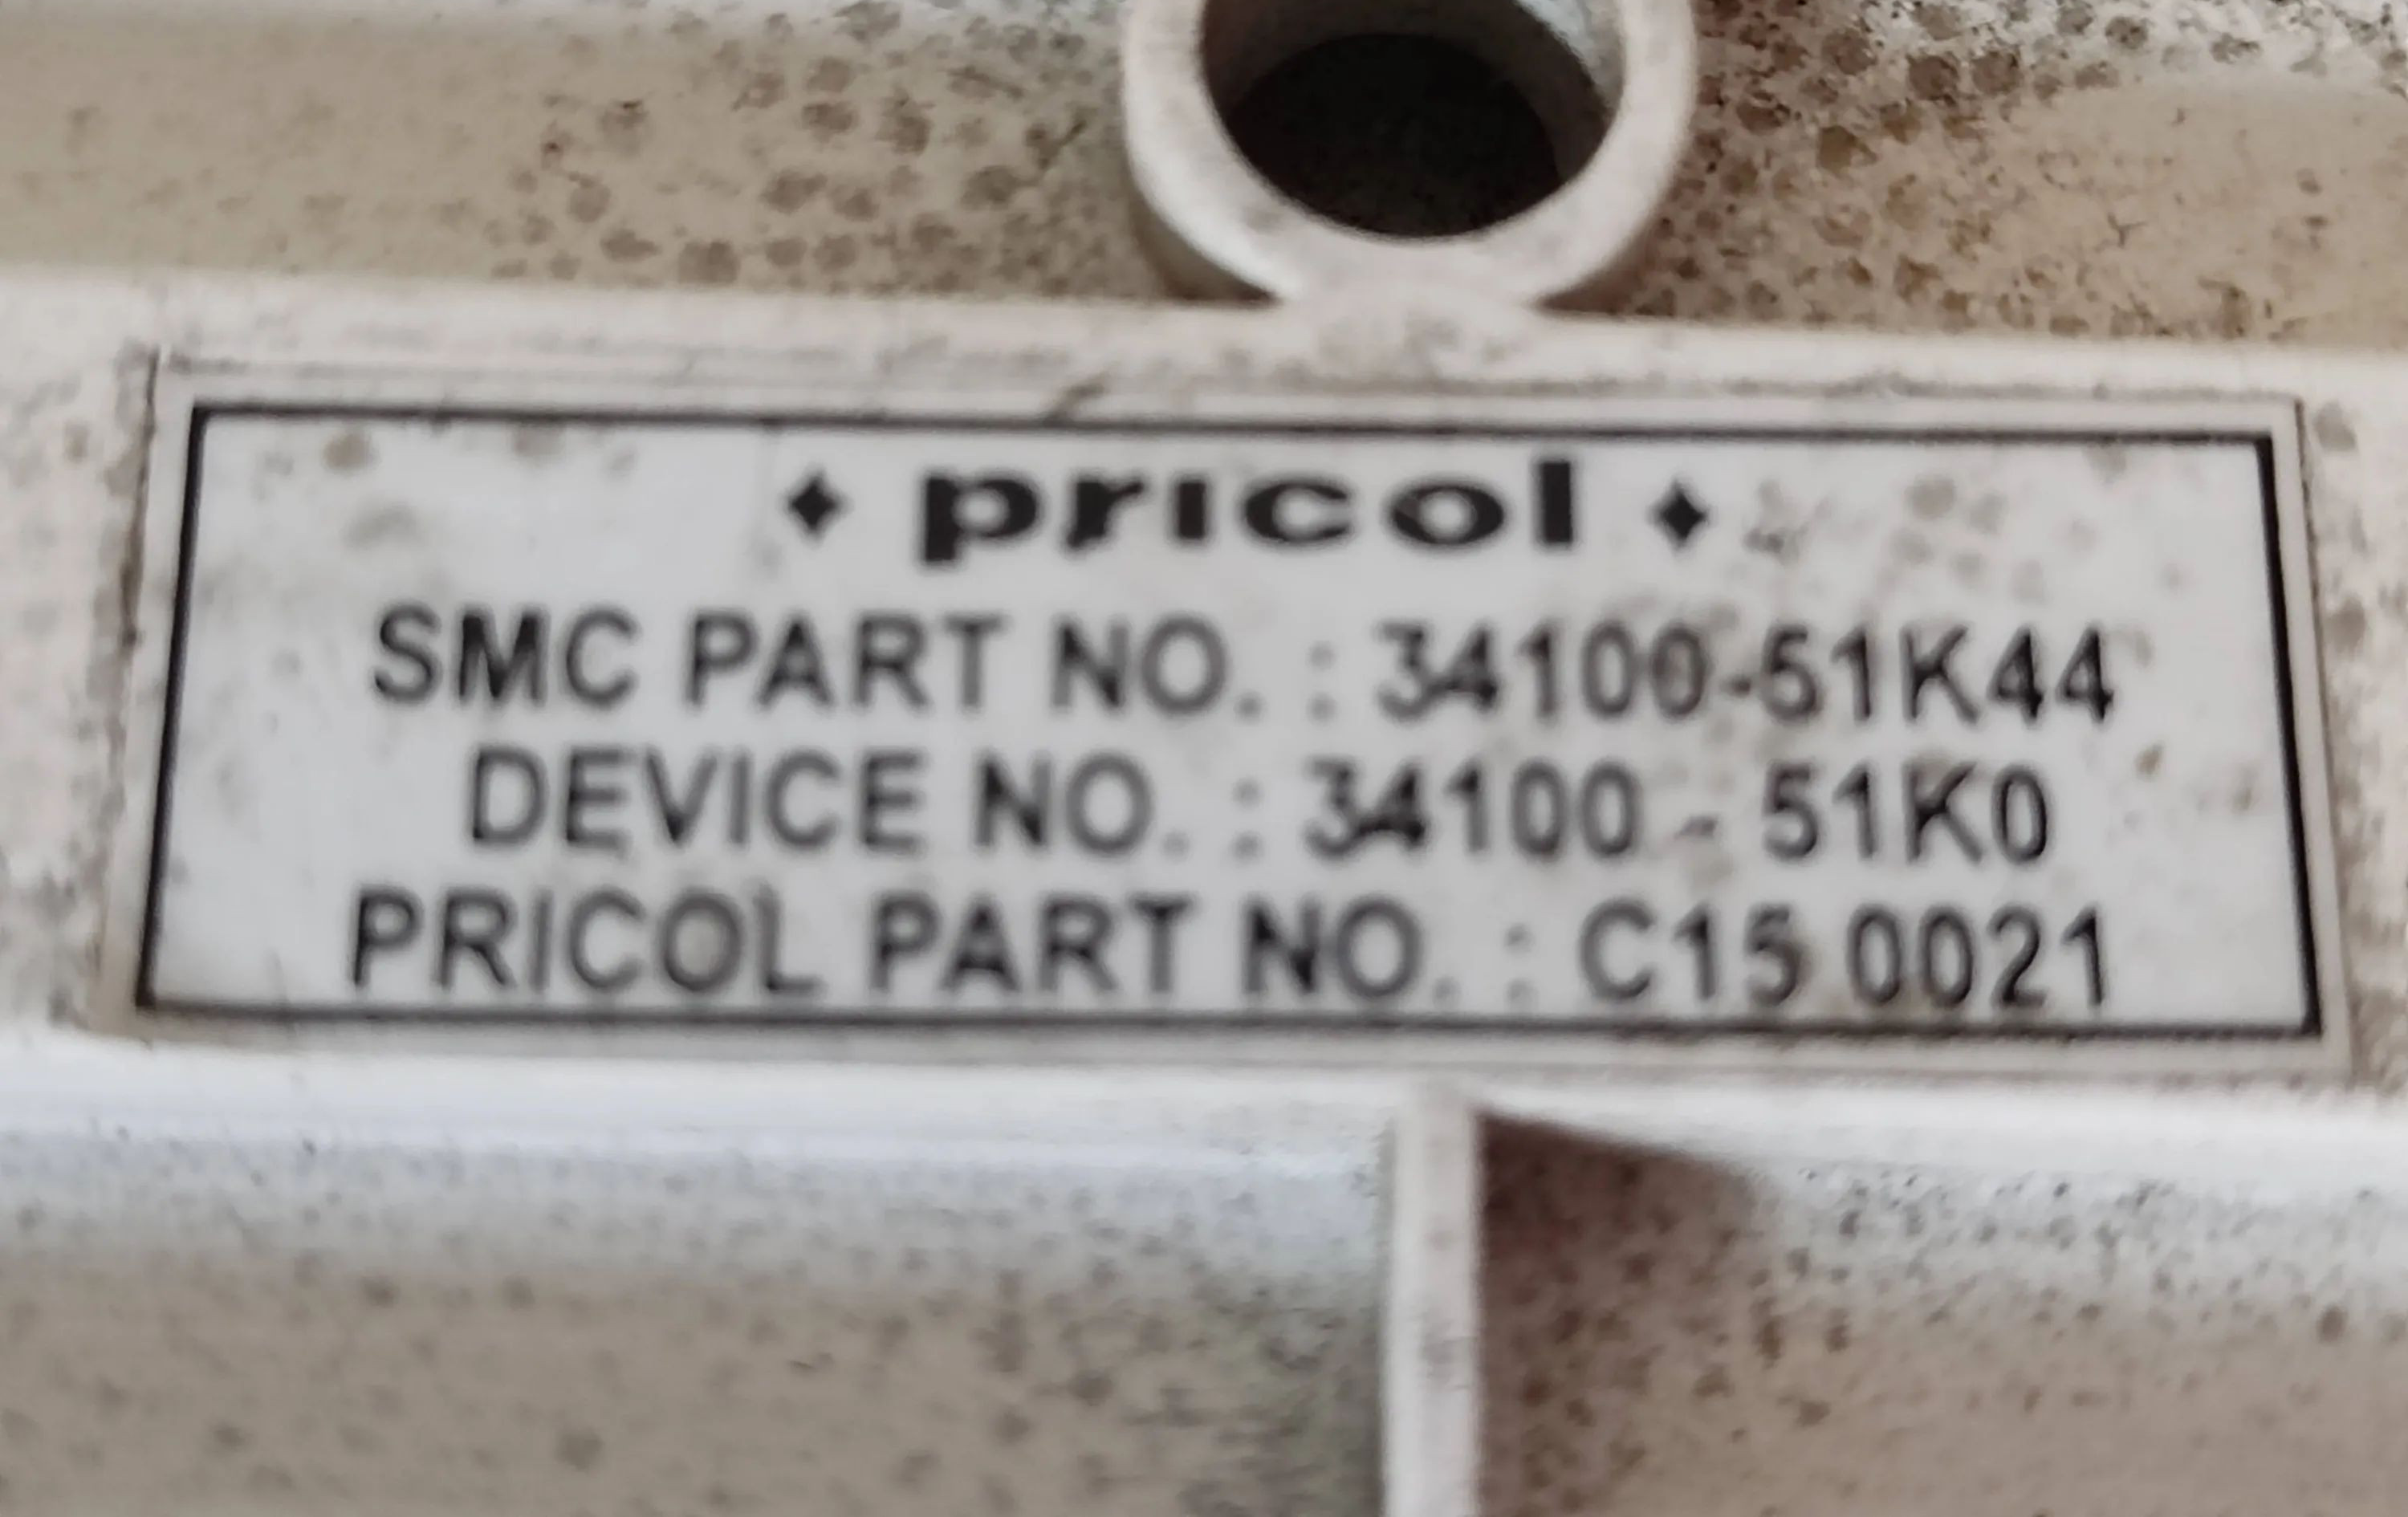 pricol
SMC PART NO. : 34100-51K44
DEVICE NO. : 34100 - 51K0
PRICOL PART NO. : C15 0021